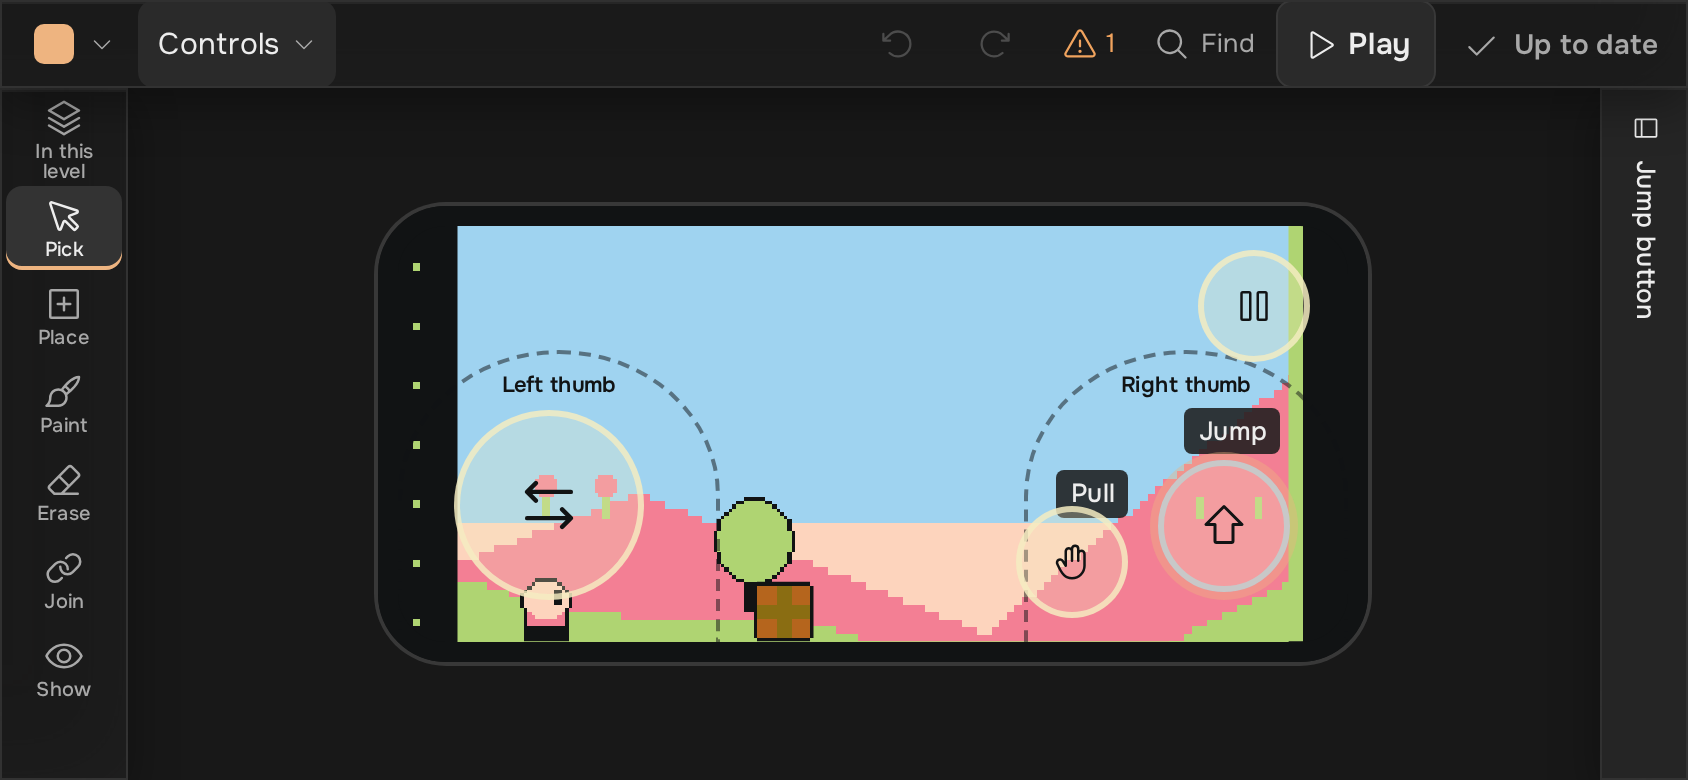 Controls
1
Find
Play
Up to date
In this
level
Pick
Place
Paint
Erase
Join
Show
Left thumb
Right thumb
Jump
Pull
Jump button